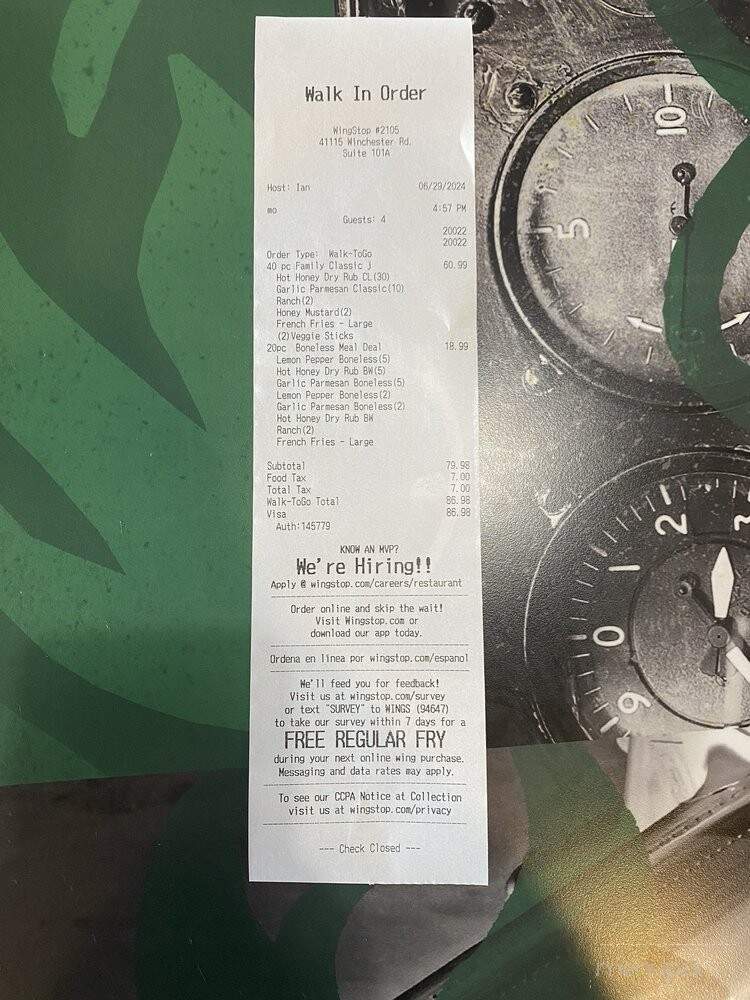 Walk In Order
WingStop #2105
41115 Winchester Rd.
Suite 101A
Host: Ian 06/29/2024
mo 4:57 PM
Guests: 4
20022
20022
Order Type: Walk-ToGo
40 pc Family Classic j 60.99
Hot Honey Dry Rub CL(30)
Garlic Parmesan Classic(10)
Ranch(2)
Honey Mustard(2)
French Fries - Large
(2)Veggie Sticks
20pc Boneless Meal Deal 18.99
Lemon Pepper Boneless(5)
Hot Honey Dry Rub BW(5)
Garlic Parmesan Boneless(5)
Lemon Pepper Boneless(2)
Garlic Parmesan Boneless(2)
Hot Honey Dry Rub BW
Ranch(2)
French Fries - Large
Subtotal 79.98
Food Tax 7.00
Total Tax 7.00
Walk-ToGo Total 86.98
Visa 86.98
Auth:145779
KNOW AN MVP?
We're Hiring!!
Apply @ wingstop.com/careers/restaurant
Order online and skip the wait!
Visit Wingstop.com or
download our app today.
Ordena en linea por wingstop.com/espanol
We'll feed you for feedback!
Visit us at wingstop.com/survey
or text "SURVEY" to WINGS (94647)
to take our survey within 7 days for a
FREE REGULAR FRY
during your next online wing purchase.
Messaging and data rates may apply.
To see our CCPA Notice at Collection
visit us at wingstop.com/privacy
--- Check Closed ---
10
5
2
1
0
9